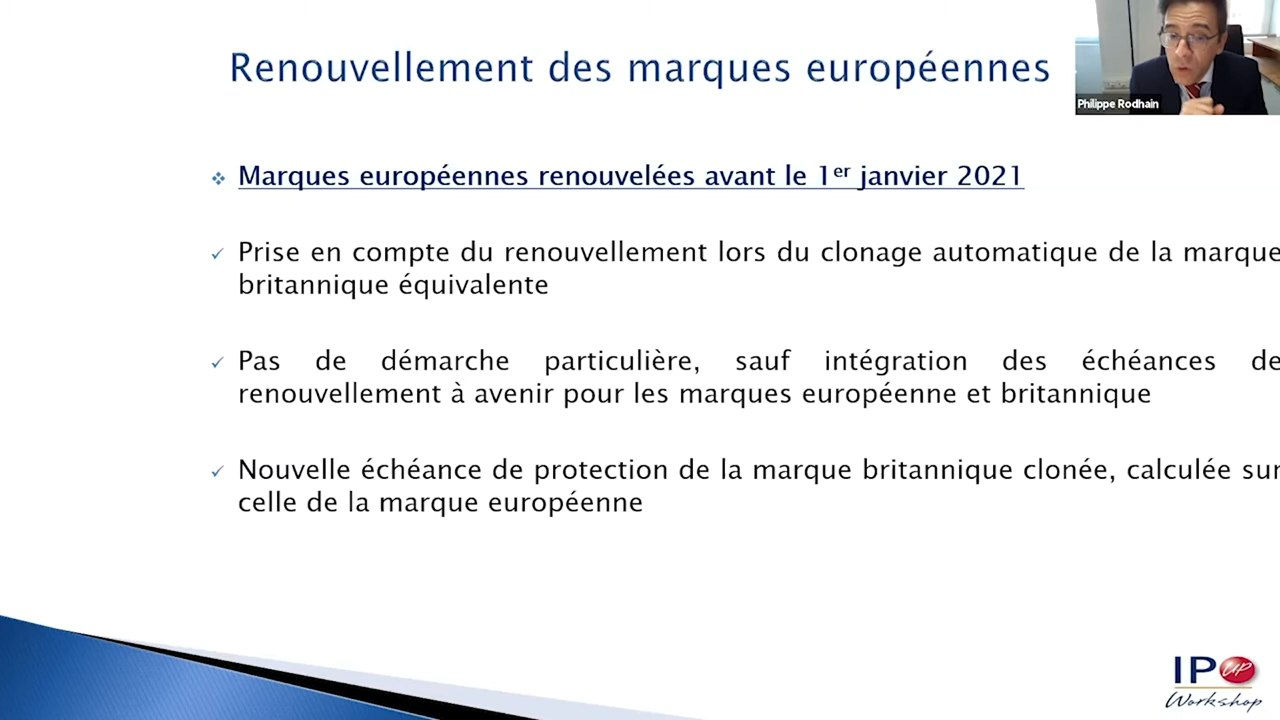 Renouvellement des marques européennes
Philippe Rodhain
Marques européennes renouvelées avant le 1er janvier 2021
Prise en compte du renouvellement lors du clonage automatique de la marque
britannique équivalente
Pas de démarche particulière, sauf intégration des échéances de
renouvellement à avenir pour les marques européenne et britannique
Nouvelle échéance de protection de la marque britannique clonée, calculée sur
celle de la marque européenne
IP UP
Workshop